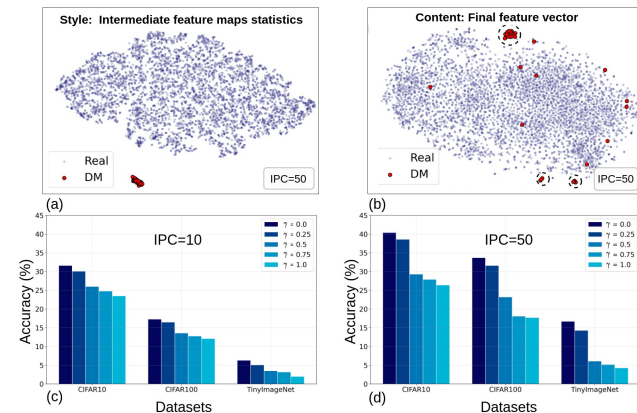 Style: Intermediate feature maps statistics
Real
DM
IPC=50
(a)
Content: Final feature vector
Real
DM
IPC=50
(b)
45
40
35
30
25
20
15
10
5
0
Accuracy (%)
IPC=10
γ = 0.0
γ = 0.25
γ = 0.5
γ = 0.75
γ = 1.0
CIFAR10
CIFAR100
TinyImageNet
(c)
Datasets
45
40
35
30
25
20
15
10
5
0
Accuracy (%)
IPC=50
γ = 0.0
γ = 0.25
γ = 0.5
γ = 0.75
γ = 1.0
CIFAR10
CIFAR100
TinyImageNet
(d)
Datasets